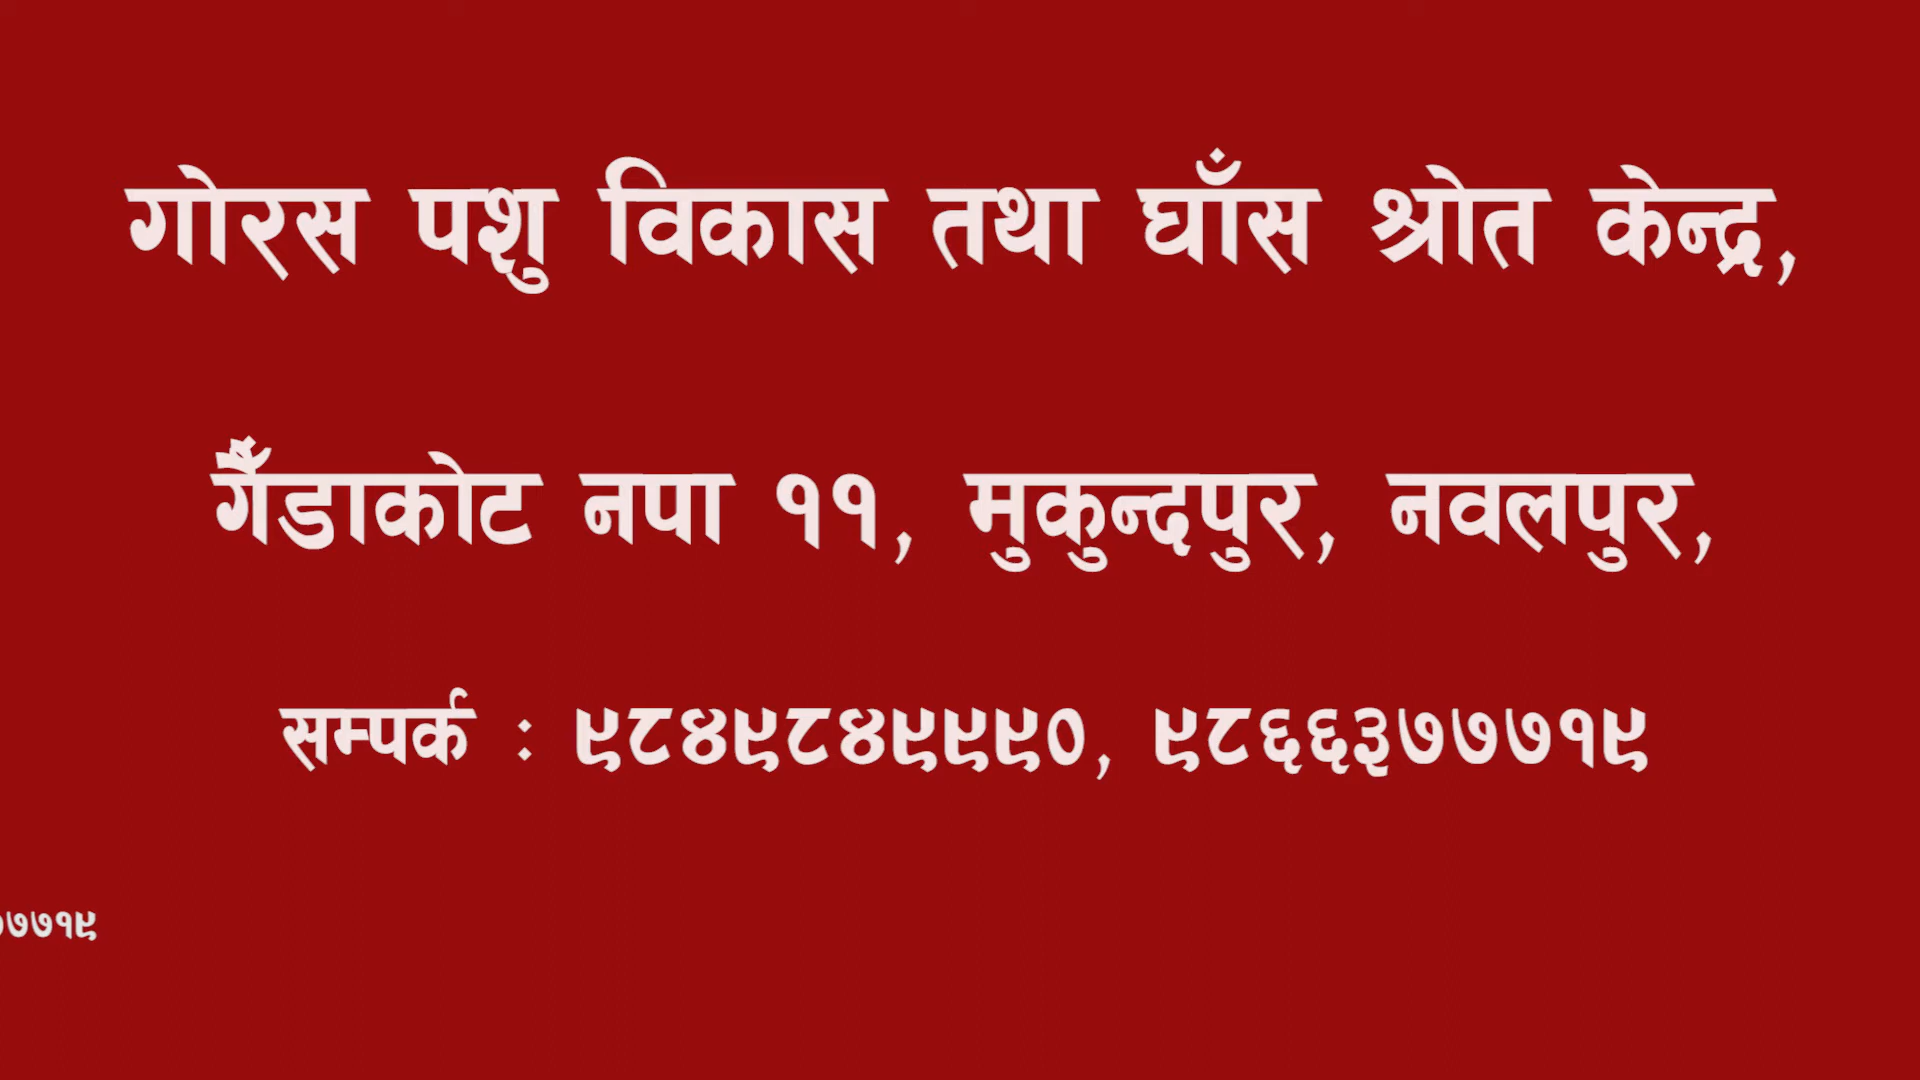 गोरस पशु विकास तथा घाँस श्रोत केन्द्र,
गैँडाकोट नपा ११, मुकुन्दपुर, नवलपुर,
सम्पर्क : ९८४९८४९९९०, ९८६६३७७७१९
७७१९